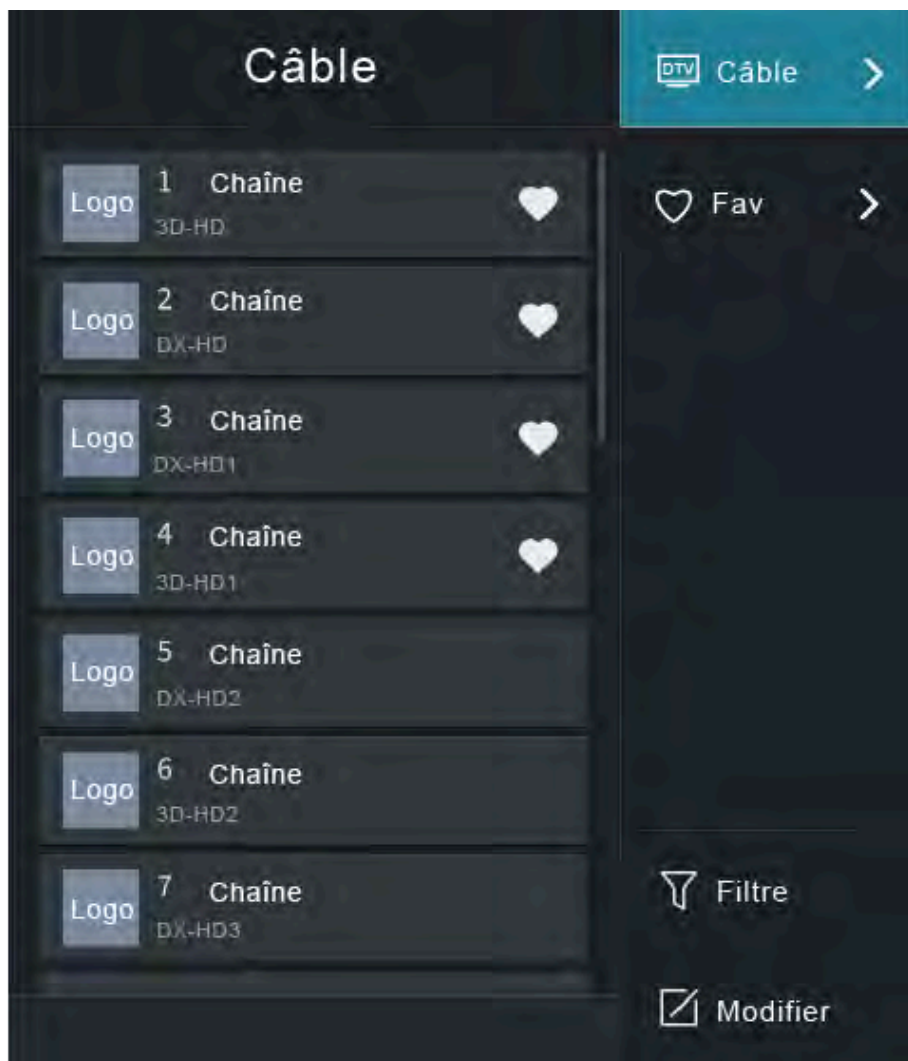 Câble
Logo 1 Chaîne
3D-HD
Logo 2 Chaîne
DX-HD
Logo 3 Chaîne
DX-HD1
Logo 4 Chaîne
3D-HD1
Logo 5 Chaîne
DX-HD2
Logo 6 Chaîne
3D-HD2
Logo 7 Chaîne
DX-HD3
DTV Câble
Fav
Filtre
Modifier